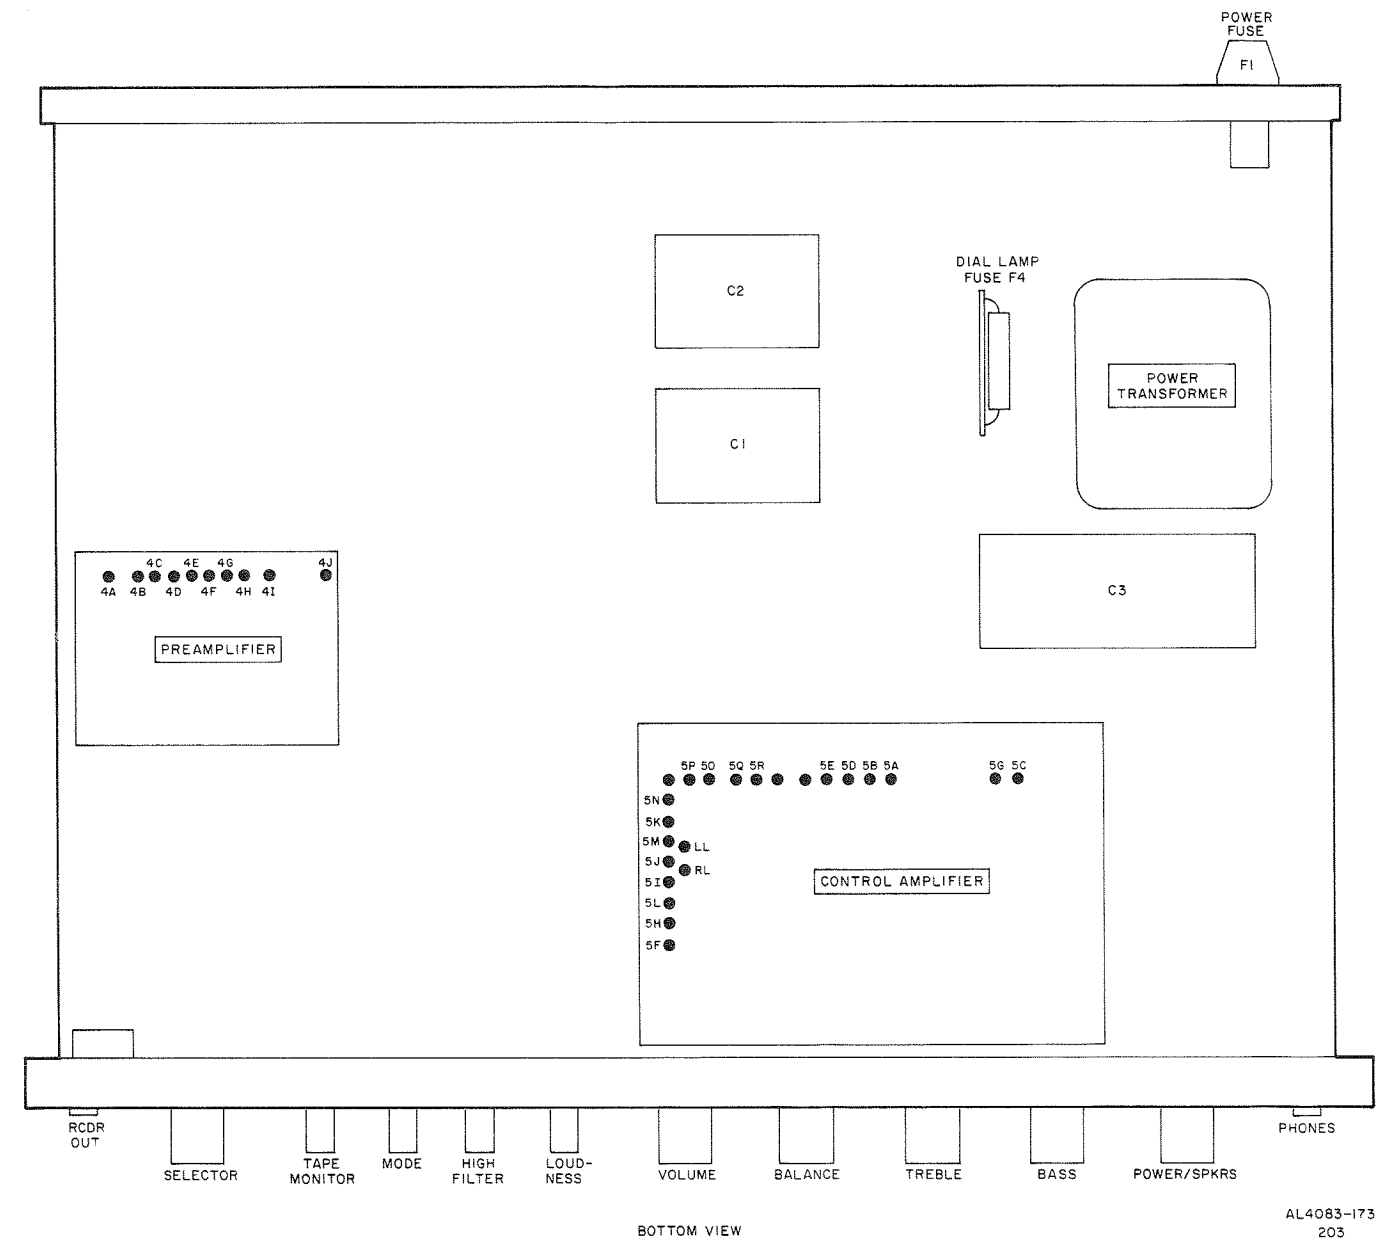 POWER
FUSE
F1
DIAL LAMP
FUSE F4
C2
POWER
TRANSFORMER
C1
4C 4E 4G 4J
4A 4B 4D 4F 4H 4I
C3
PREAMPLIFIER
5P 5O 5Q 5R 5E 5D 5B 5A 5G 5C
5N
5K
5M
LL
5J
RL
5I
CONTROL AMPLIFIER
5L
5H
5F
RCDR
OUT
SELECTOR
TAPE
MONITOR
MODE
HIGH
FILTER
LOUD-
NESS
VOLUME
BALANCE
TREBLE
BASS
POWER/SPKRS
PHONES
BOTTOM VIEW
AL4083-173
203